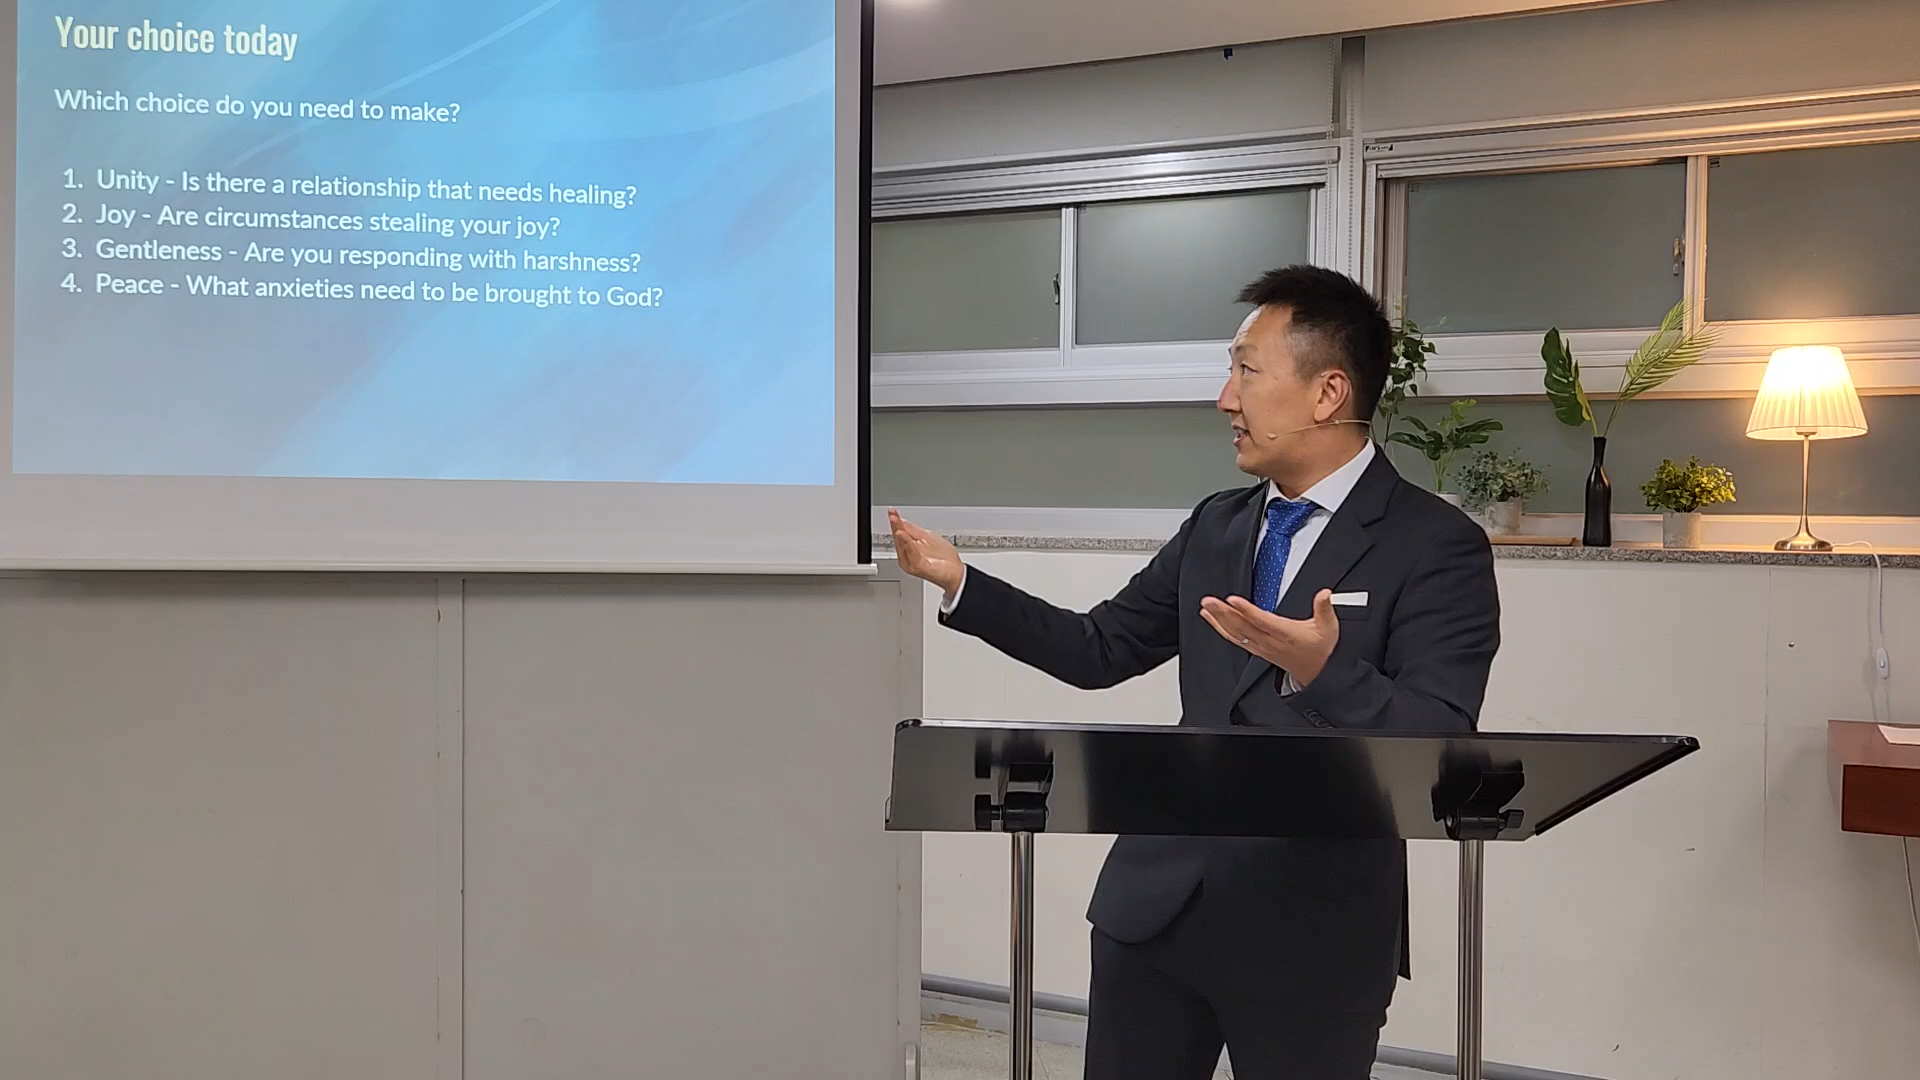 Your choice today
Which choice do you need to make?
1. Unity - Is there a relationship that needs healing?
2. Joy - Are circumstances stealing your joy?
3. Gentleness - Are you responding with harshness?
4. Peace - What anxieties need to be brought to God?